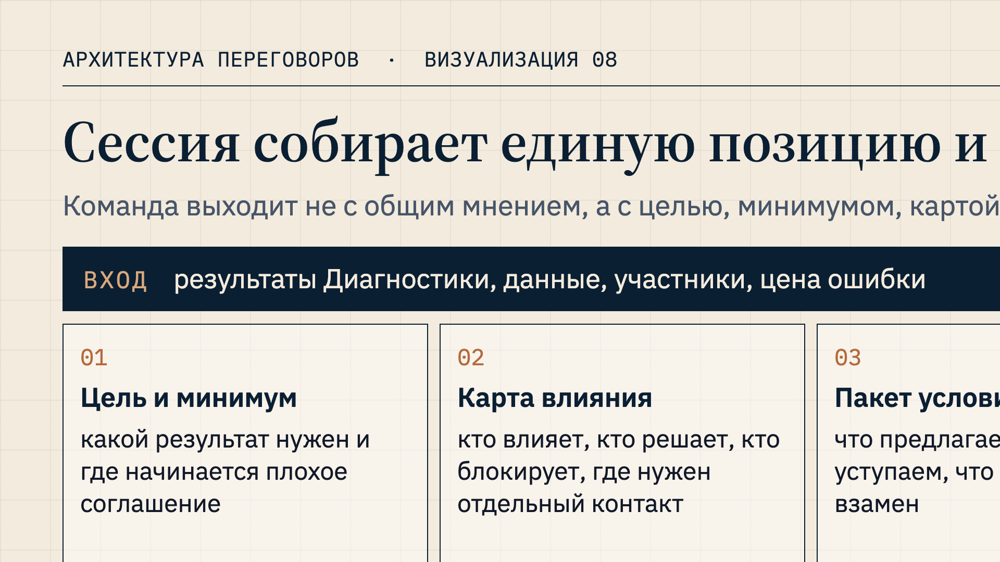 АРХИТЕКТУРА ПЕРЕГОВОРОВ · ВИЗУАЛИЗАЦИЯ 08
Сессия собирает единую позицию и
Команда выходит не с общим мнением, а с целью, минимумом, картой
ВХОД результаты Диагностики, данные, участники, цена ошибки
01
Цель и минимум
какой результат нужен и
где начинается плохое
соглашение
02
Карта влияния
кто влияет, кто решает, кто
блокирует, где нужен
отдельный контакт
03
Пакет
что
уступаем, что
взамен